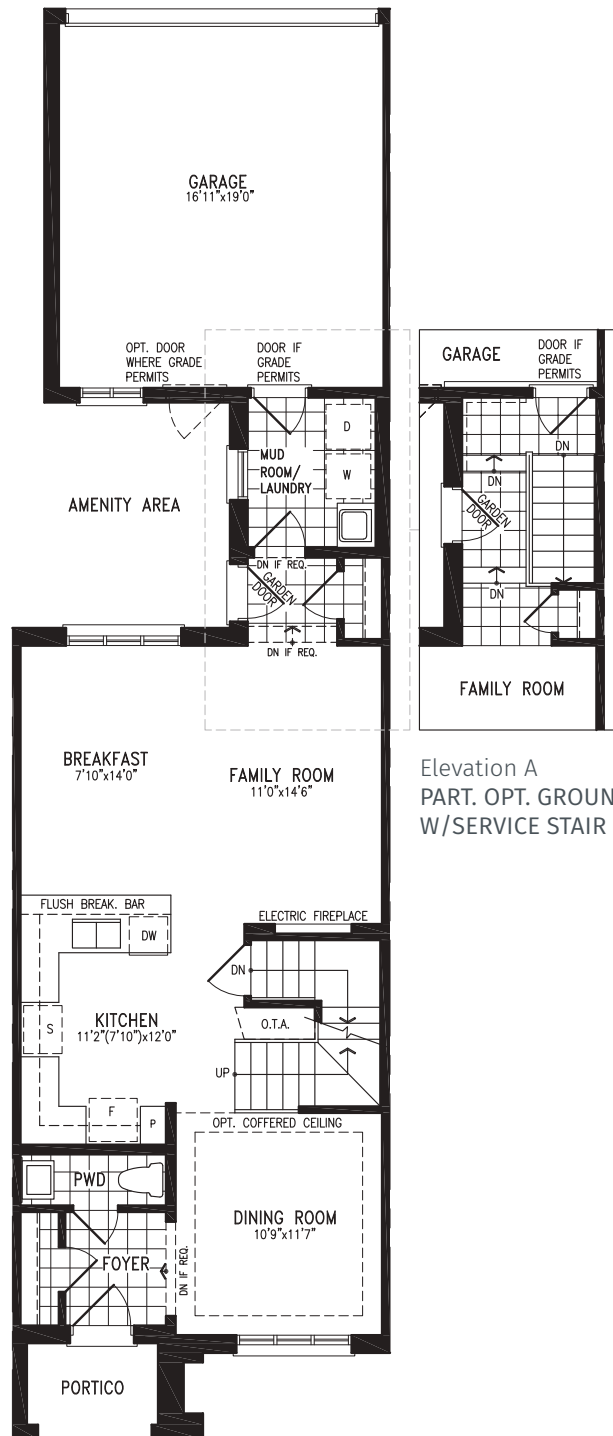 GARAGE
16'11"x19'0"
OPT. DOOR
WHERE GRADE
PERMITS
DOOR IF
GRADE
PERMITS
D
MUD
ROOM/
LAUNDRY
W
AMENITY AREA
DN IF REQ.
GARDEN
DOOR
DN IF REQ.
BREAKFAST
7'10"x14'0"
FAMILY ROOM
11'0"x14'6"
FLUSH BREAK. BAR
ELECTRIC FIREPLACE
DW
DN
S
KITCHEN
11'2"(7'10")x12'0"
O.T.A.
UP
F
P
OPT. COFFERED CEILING
PWD
DINING ROOM
10'9"x11'7"
FOYER
DN IF REQ.
PORTICO
GARAGE
DOOR IF
GRADE
PERMITS
DN
DN
GARDEN
DOOR
DN
FAMILY ROOM
Elevation A
PART. OPT. GROUN
W/SERVICE STAIR